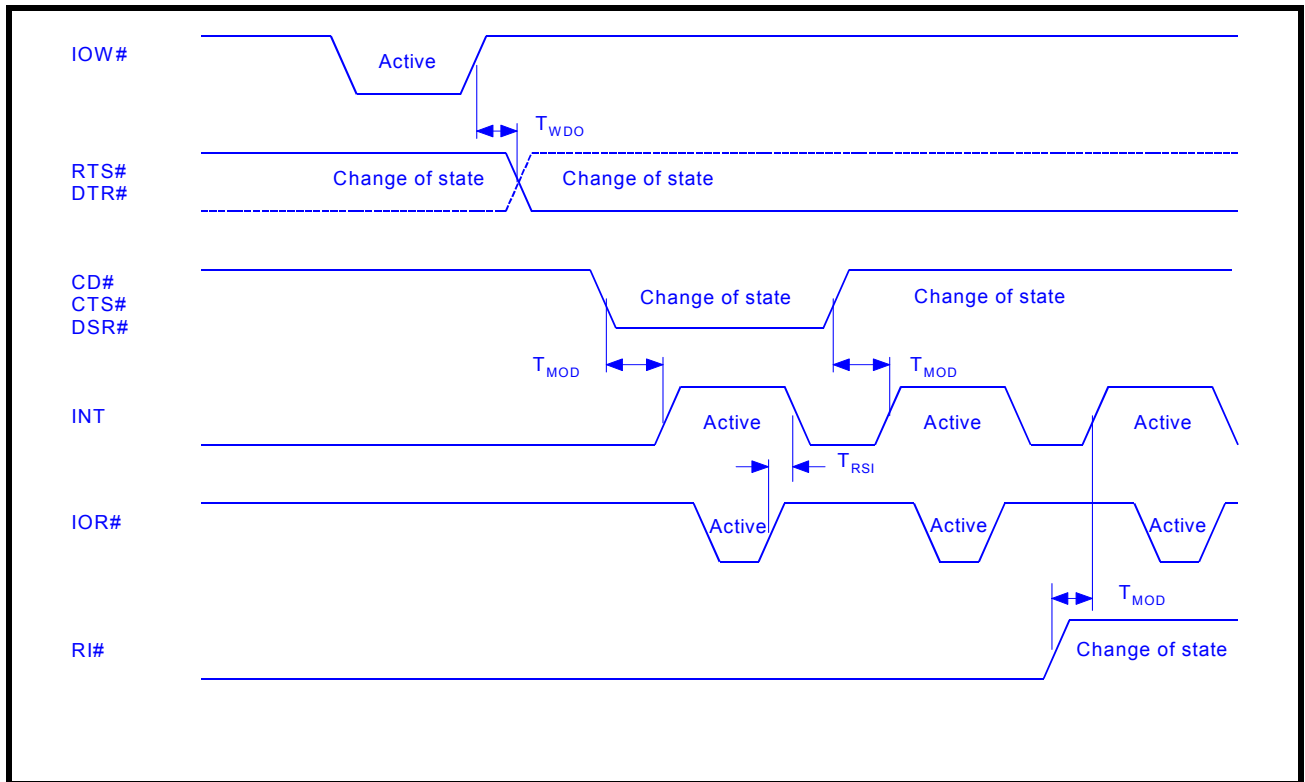 IOW#
Active
TWDO
RTS#
DTR#
Change of state Change of state
CD#
CTS#
DSR#
Change of state Change of state
TMOD TMOD
INT
Active Active Active
TRSI
IOR#
Active Active Active
TMOD
RI#
Change of state